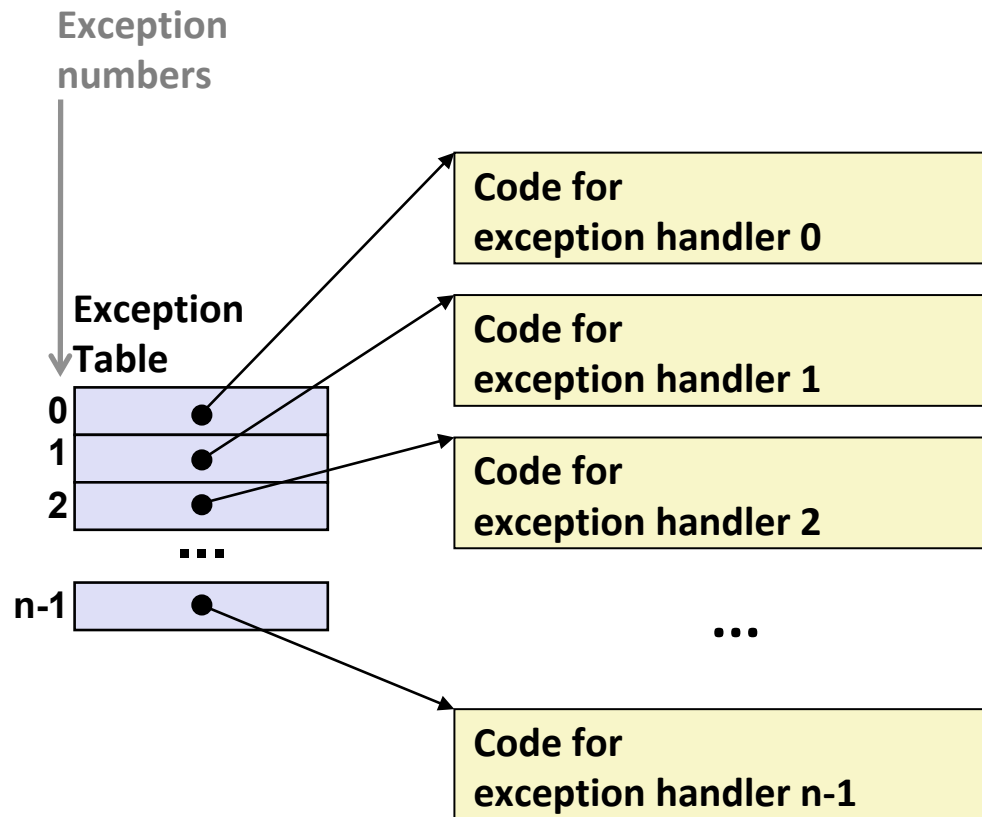 Exception
numbers
Exception
Table
0
1
2
...
n-1
Code for
exception handler 0
Code for
exception handler 1
Code for
exception handler 2
...
Code for
exception handler n-1